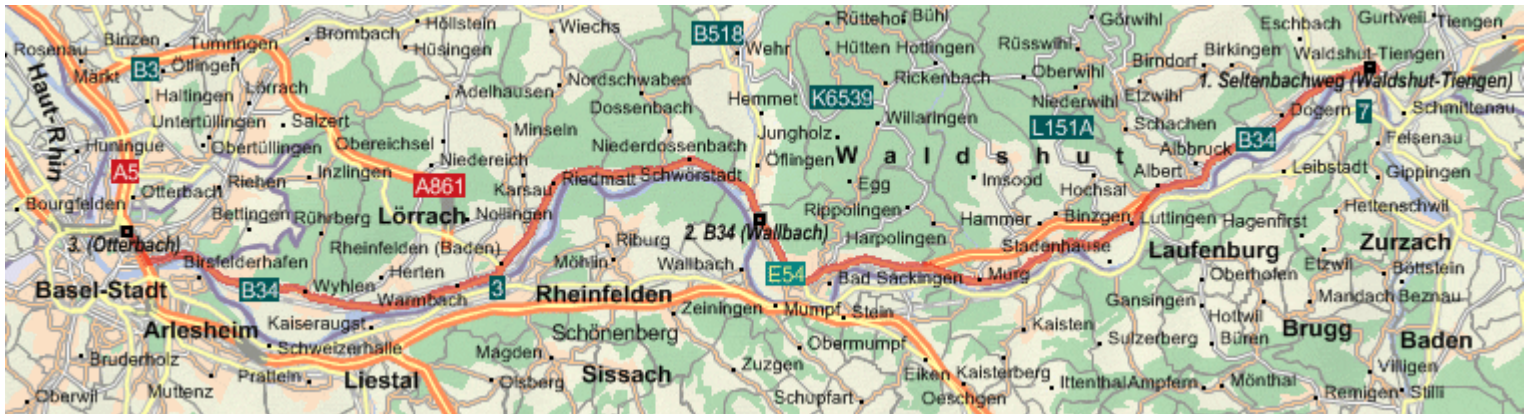 Rosenau
Binzen
Tumringen
Brombach
Höllstein
Hüsingen
Wiechs
B518
Wehr
Rüttehof
Bühl
Hütten
Hottingen
Görwihl
Rüsswihl
Eschbach
Gurtweil
Tiengen
Märkt
B3
Ötlingen
Haltingen
Lörrach
Adelhausen
Nordschwaben
Dossenbach
Hemmet
K6539
Rickenbach
Oberwihl
Birndorf
Birkingen
Waldshut-Tiengen
1. Seltenbachweg (Waldshut-Tiengen)
Haut-Rhin
Untertüllingen
Salzert
Minseln
Jungholz
Willaringen
Niederwihl
L151A
Etzwihl
Schachen
Dogern
7
Schmittenau
Huningue
Obertüllingen
Obereichsel
Niedereich
Niederdossenbach
Öflingen
Waldshut
Albbruck
B34
Felsenau
A5
Otterbach
Riehen
Inzlingen
A861
Karsau
Riedmatt
Schwörstadt
Egg
Imsood
Hochsal
Albert
Leibstadt
Gippingen
Bourgfelden
Bettingen
Rührberg
Lörrach
Nollingen
Rippolingen
Hammer
Binzgen
Luttingen
Hagenfirst
Hettenschwil
3. (Otterbach)
Rheinfelden (Baden)
Riburg
2. B34 (Wallbach)
Harpolingen
Stadenhause
Laufenburg
Zurzach
Birsfelderhafen
Herten
Möhlin
Wallbach
E54
Bad Säckingen
Murg
Oberhofen
Etzwil
Böttstein
Basel-Stadt
B34
Wyhlen
Warmbach
3
Rheinfelden
Zeiningen
Mumpf
Stein
Gansingen
Hottwil
Mandach
Beznau
Arlesheim
Kaiseraugst
Schönenberg
Obermumpf
Kaisten
Sulzerberg
Büren
Brugg
Baden
Bruderholz
Schweizerhalle
Magden
Zuzgen
Villigen
Oberwil
Muttenz
Pratteln
Liestal
Olsberg
Sissach
Schupfart
Eiken
Kaisterberg
Oeschgen
Ittenthal
Ampfern
Mönthal
Remigen
Stilli